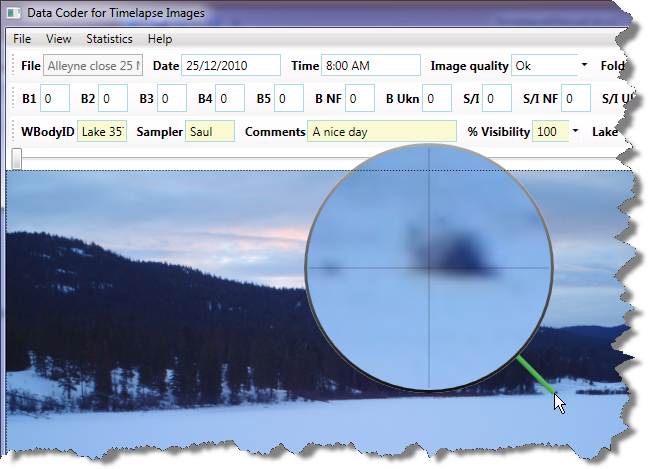 Data Coder for Timelapse Images
File View Statistics Help
File Alleyne close 25 Date 25/12/2010 Time 8:00 AM Image quality Ok Fold
B1 0 B2 0 B3 0 B4 0 B5 0 B NF 0 B Ukn 0 S/I 0 S/I NF 0 S/I
WBodyID Lake 35 Sampler Saul Comments A nice day % Visibility 100 Lake